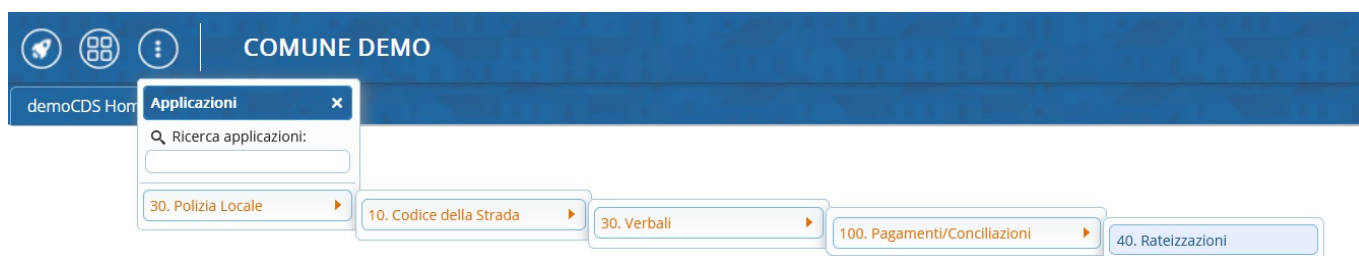 COMUNE DEMO
demoCDS Hom
Applicazioni ×
Ricerca applicazioni:
30. Polizia Locale
10. Codice della Strada
30. Verbali
100. Pagamenti/Conciliazioni
40. Rateizzazioni